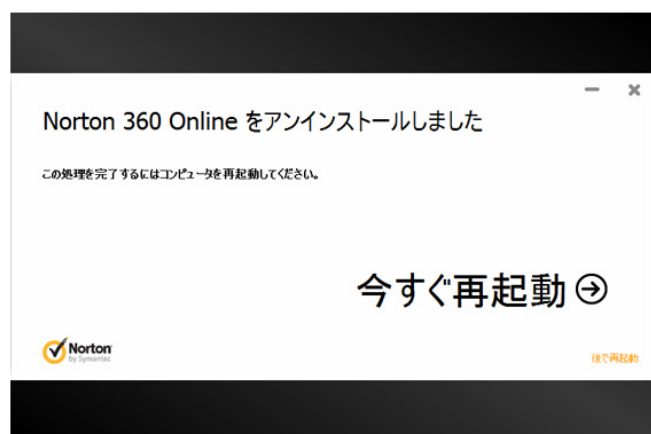 Norton 360 Online をアンインストールしました
この処理を完了するにはコンピュータを再起動してください。
今すぐ再起動
Norton
by Symantec
後で再起動